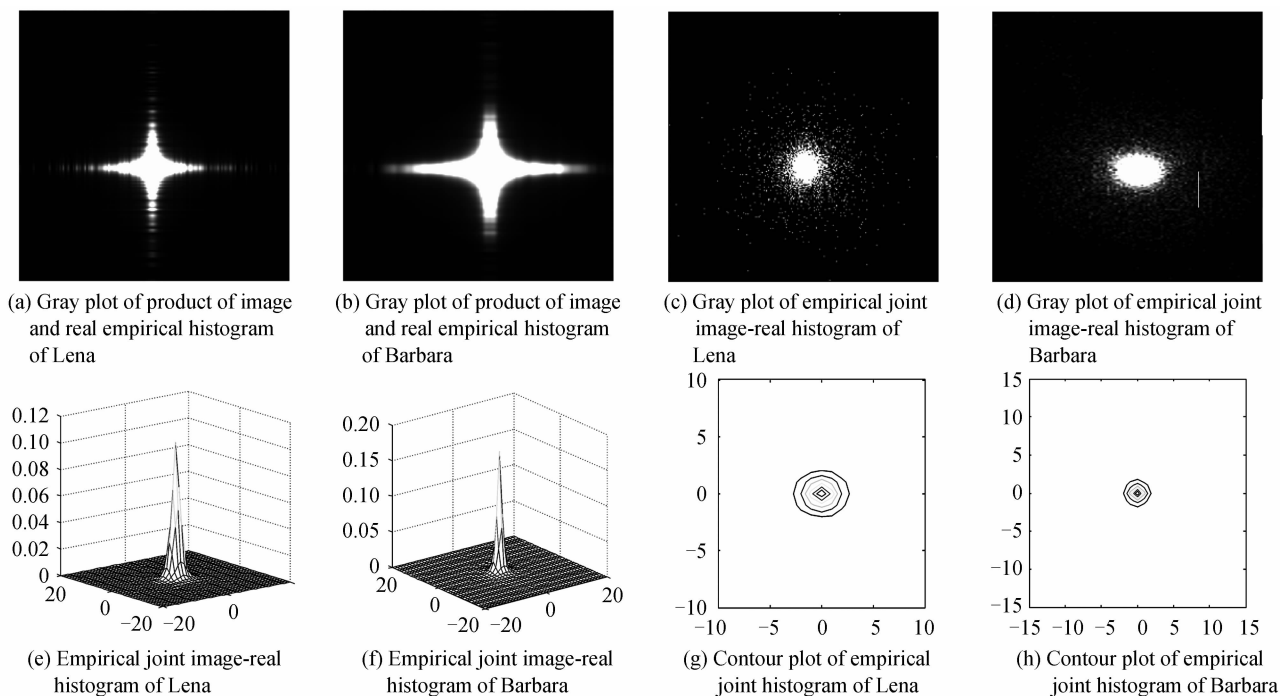 (a) Gray plot of product of image
and real empirical histogram
of Lena
(b) Gray plot of product of image
and real empirical histogram
of Barbara
(c) Gray plot of empirical joint
image-real histogram of
Lena
(d) Gray plot of empirical joint
image-real histogram of
Barbara
0.12
0.10
0.08
0.06
0.04
0.02
0
20
0
−20
−20
0
20
(e) Empirical joint image-real
histogram of Lena
0.20
0.15
0.10
0.05
0
20
0
−20
−20
0
20
(f) Empirical joint image-real
histogram of Barbara
10
5
0
−5
−10
−10
−5
0
5
10
(g) Contour plot of empirical
joint histogram of Lena
15
10
5
0
−5
−10
−15
−15
−10
−5
0
5
10
15
(h) Contour plot of empirical
joint histogram of Barbara